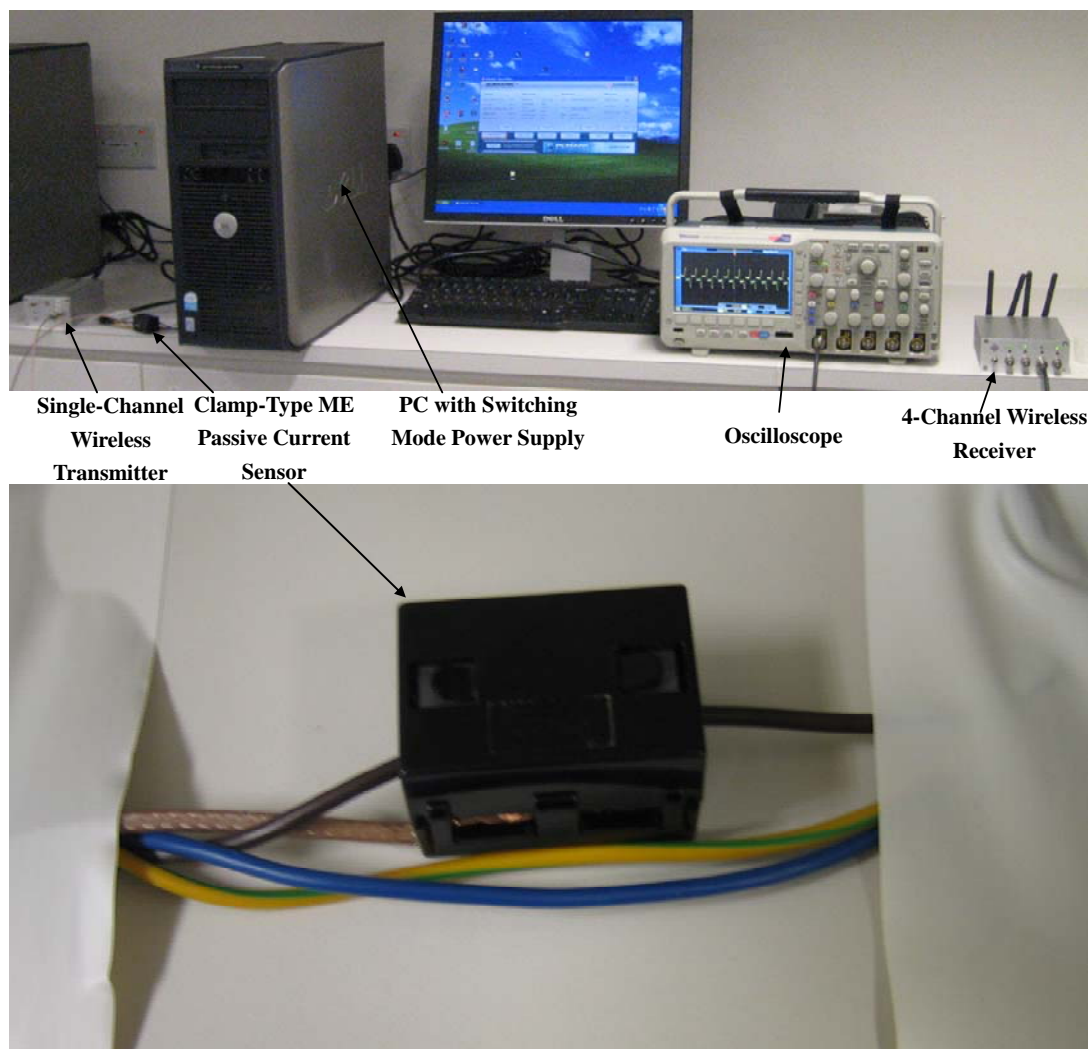 DELL
Single-Channel
Wireless
Transmitter
Clamp-Type ME
Passive Current
Sensor
PC with Switching
Mode Power Supply
Oscilloscope
4-Channel Wireless
Receiver